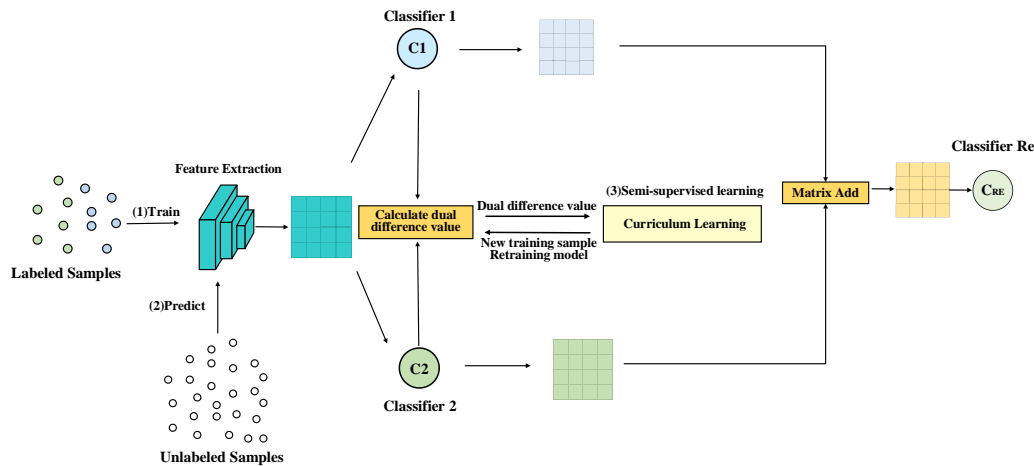 Classifier 1
C1
Feature Extraction
(1)Train
Labeled Samples
(2)Predict
Unlabeled Samples
Calculate dual
difference value
Dual difference value
New training sample
Retraining model
(3)Semi-supervised learning
Curriculum Learning
C2
Classifier 2
Matrix Add
Classifier Re
CRE